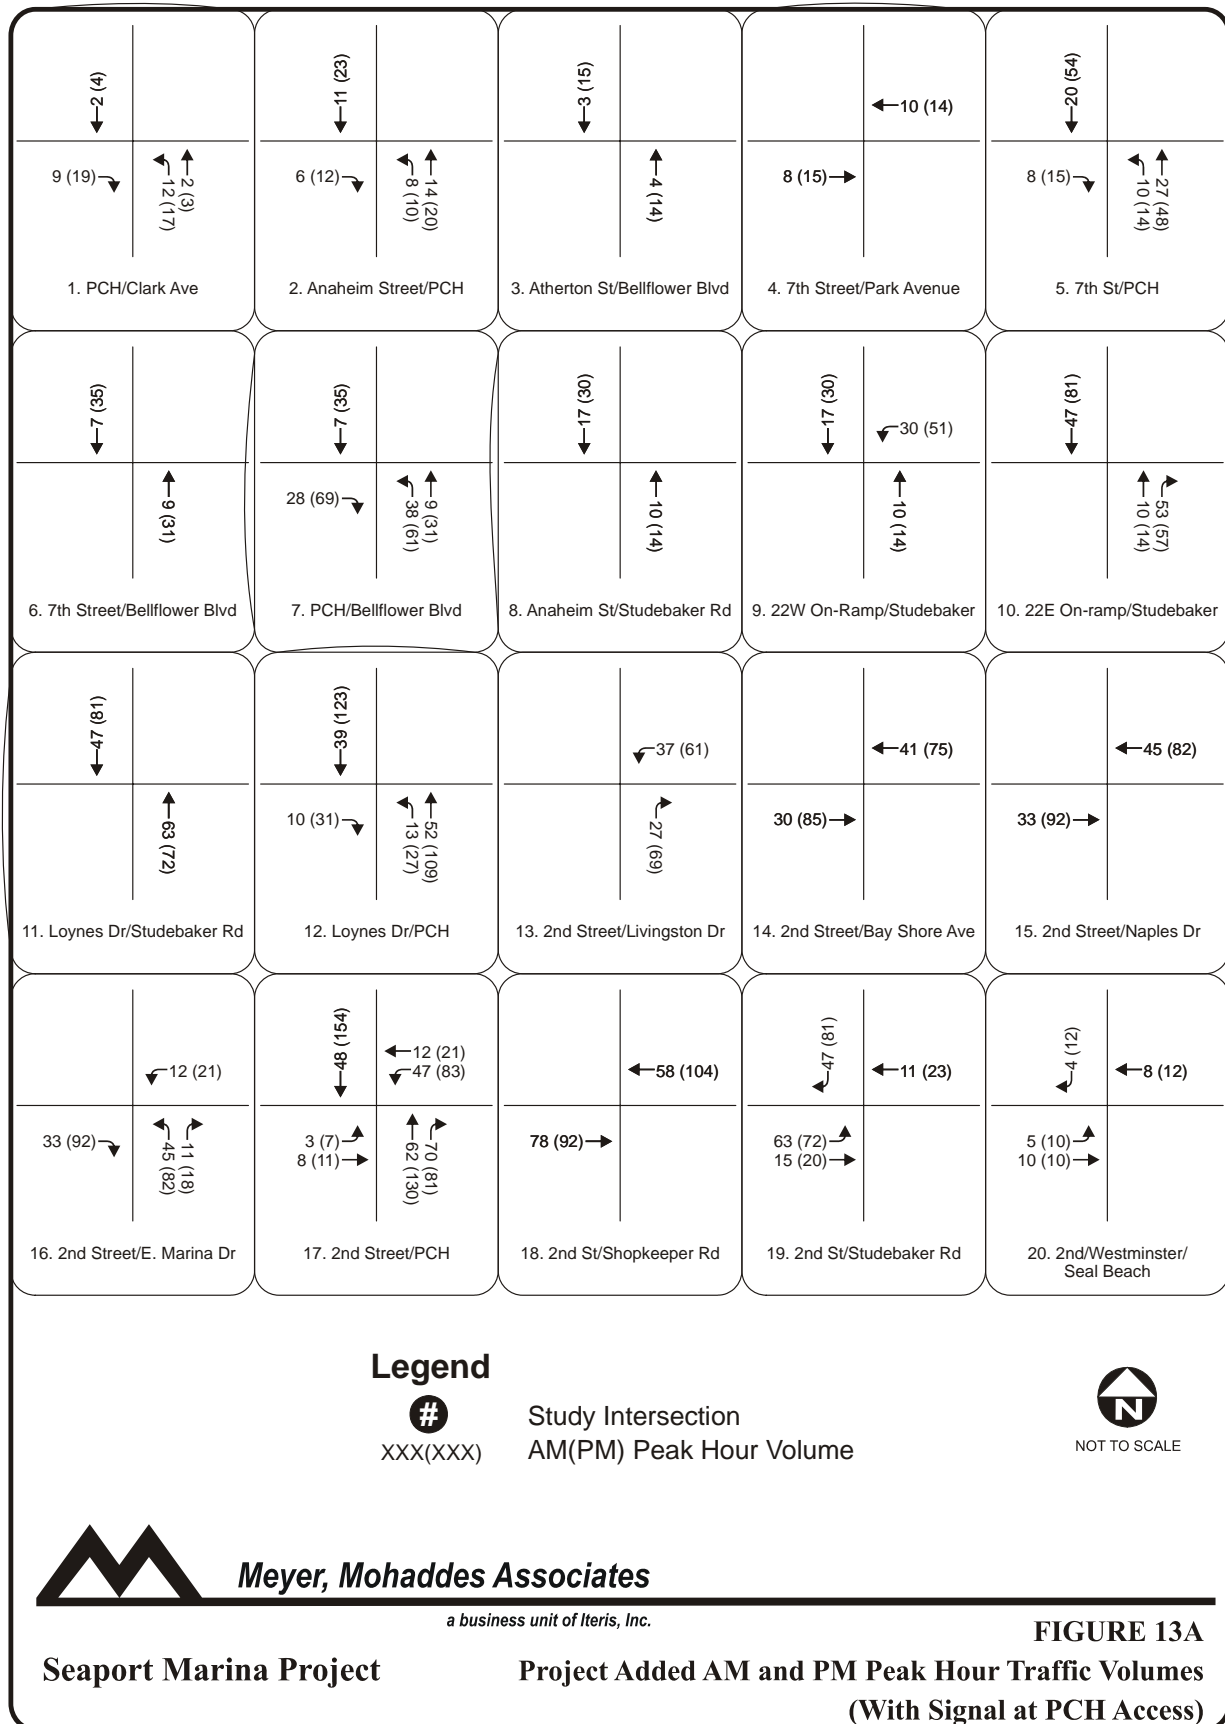 2 (4)
9 (19)
12 (17)
2 (3)
1. PCH/Clark Ave
11 (23)
6 (12)
8 (10)
14 (20)
2. Anaheim Street/PCH
3 (15)
4 (14)
3. Atherton St/Bellflower Blvd
10 (14)
8 (15)
4. 7th Street/Park Avenue
20 (54)
8 (15)
10 (14)
27 (48)
5. 7th St/PCH
7 (35)
9 (31)
6. 7th Street/Bellflower Blvd
7 (35)
28 (69)
38 (61)
9 (31)
7. PCH/Bellflower Blvd
17 (30)
10 (14)
8. Anaheim St/Studebaker Rd
17 (30)
30 (51)
10 (14)
9. 22W On-Ramp/Studebaker
47 (81)
10 (14)
53 (57)
10. 22E On-ramp/Studebaker
47 (81)
63 (72)
11. Loynes Dr/Studebaker Rd
39 (123)
10 (31)
13 (27)
52 (109)
12. Loynes Dr/PCH
37 (61)
27 (69)
13. 2nd Street/Livingston Dr
41 (75)
30 (85)
14. 2nd Street/Bay Shore Ave
45 (82)
33 (92)
15. 2nd Street/Naples Dr
12 (21)
33 (92)
45 (82)
11 (18)
16. 2nd Street/E. Marina Dr
48 (154)
12 (21)
47 (83)
3 (7)
8 (11)
62 (130)
70 (81)
17. 2nd Street/PCH
58 (104)
78 (92)
18. 2nd St/Shopkeeper Rd
47 (81)
11 (23)
63 (72)
15 (20)
19. 2nd St/Studebaker Rd
4 (12)
8 (12)
5 (10)
10 (10)
20. 2nd/Westminster/
Seal Beach
Legend
# Study Intersection
XXX(XXX) AM(PM) Peak Hour Volume
N
NOT TO SCALE
Meyer, Mohaddes Associates
a business unit of Iteris, Inc.
FIGURE 13A
Seaport Marina Project
Project Added AM and PM Peak Hour Traffic Volumes
(With Signal at PCH Access)